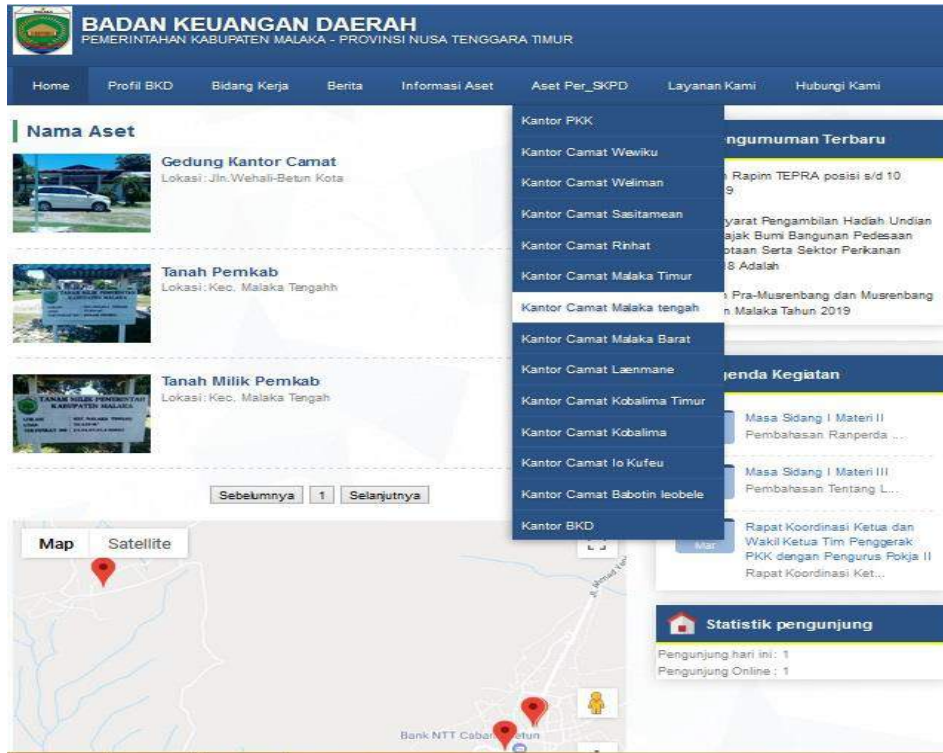 BADAN KEUANGAN DAERAH
PEMERINTAHAN KABUPATEN MALAKA - PROVINSI NUSA TENGGARA TIMUR
Home
Profil BKD
Bidang Kerja
Berita
Informasi Aset
Aset Per_SKPD
Layanan Kami
Hubungi Kami
Nama Aset
Gedung Kantor Camat
Lokasi: Jln. Wehali-Betun Kota
Tanah Pemkab
Lokasi: Kec. Malaka Tengahh
Tanah Milik Pemkab
Lokasi: Kec. Malaka Tengah
TANAH MILIK PEMERINTAH
KABUPATEN MALAKA
Sebelumnya
1
Selanjutnya
Map
Satellite
Bank NTT
Kantor PKK
Kantor Camat Wewiku
Kantor Camat Weliman
Kantor Camat Sasitamean
Kantor Camat Rinhat
Kantor Camat Malaka Timur
Kantor Camat Malaka tengah
Kantor Camat Malaka Barat
Kantor Camat Laenmane
Kantor Camat Kobalima Timur
Kantor Camat Kobalima
Kantor Camat Io Kufeu
Kantor Camat Babotin leobele
Kantor BKD
ngumuman Terbaru
Rapim TEPRA posisi s/d 10
9
yarat Pengambilan Hadiah Undian
ajak Bumi Bangunan Pedesaan
otaan Serta Sektor Perikanan
8 Adalah
Pra-Musrenbang dan Musrenbang
n Malaka Tahun 2019
enda Kegiatan
Masa Sidang I Materi II
Pembahasan Ranperda ....
Masa Sidang I Materi III
Pembahasan Tentang L...
Mar
Rapat Koordinasi Ketua dan
Wakil Ketua Tim Penggerak
PKK dengan Pengurus Pokja II
Rapat Koordinasi Ket...
Statistik pengunjung
Pengunjung hari ini: 1
Pengunjung Online : 1